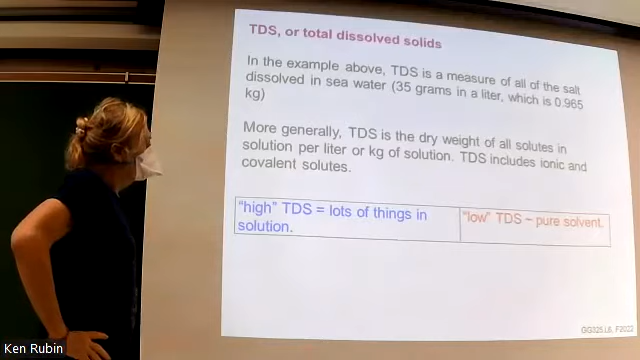 TDS, or total dissolved solids
In the example above, TDS is a measure of all of the salt
dissolved in sea water (35 grams in a liter, which is 0.965
kg)
More generally, TDS is the dry weight of all solutes in
solution per liter or kg of solution. TDS includes ionic and
covalent solutes.
"high" TDS = lots of things in
solution.
"low" TDS ~ pure solvent.
GG325 L6, F2022
Ken Rubin